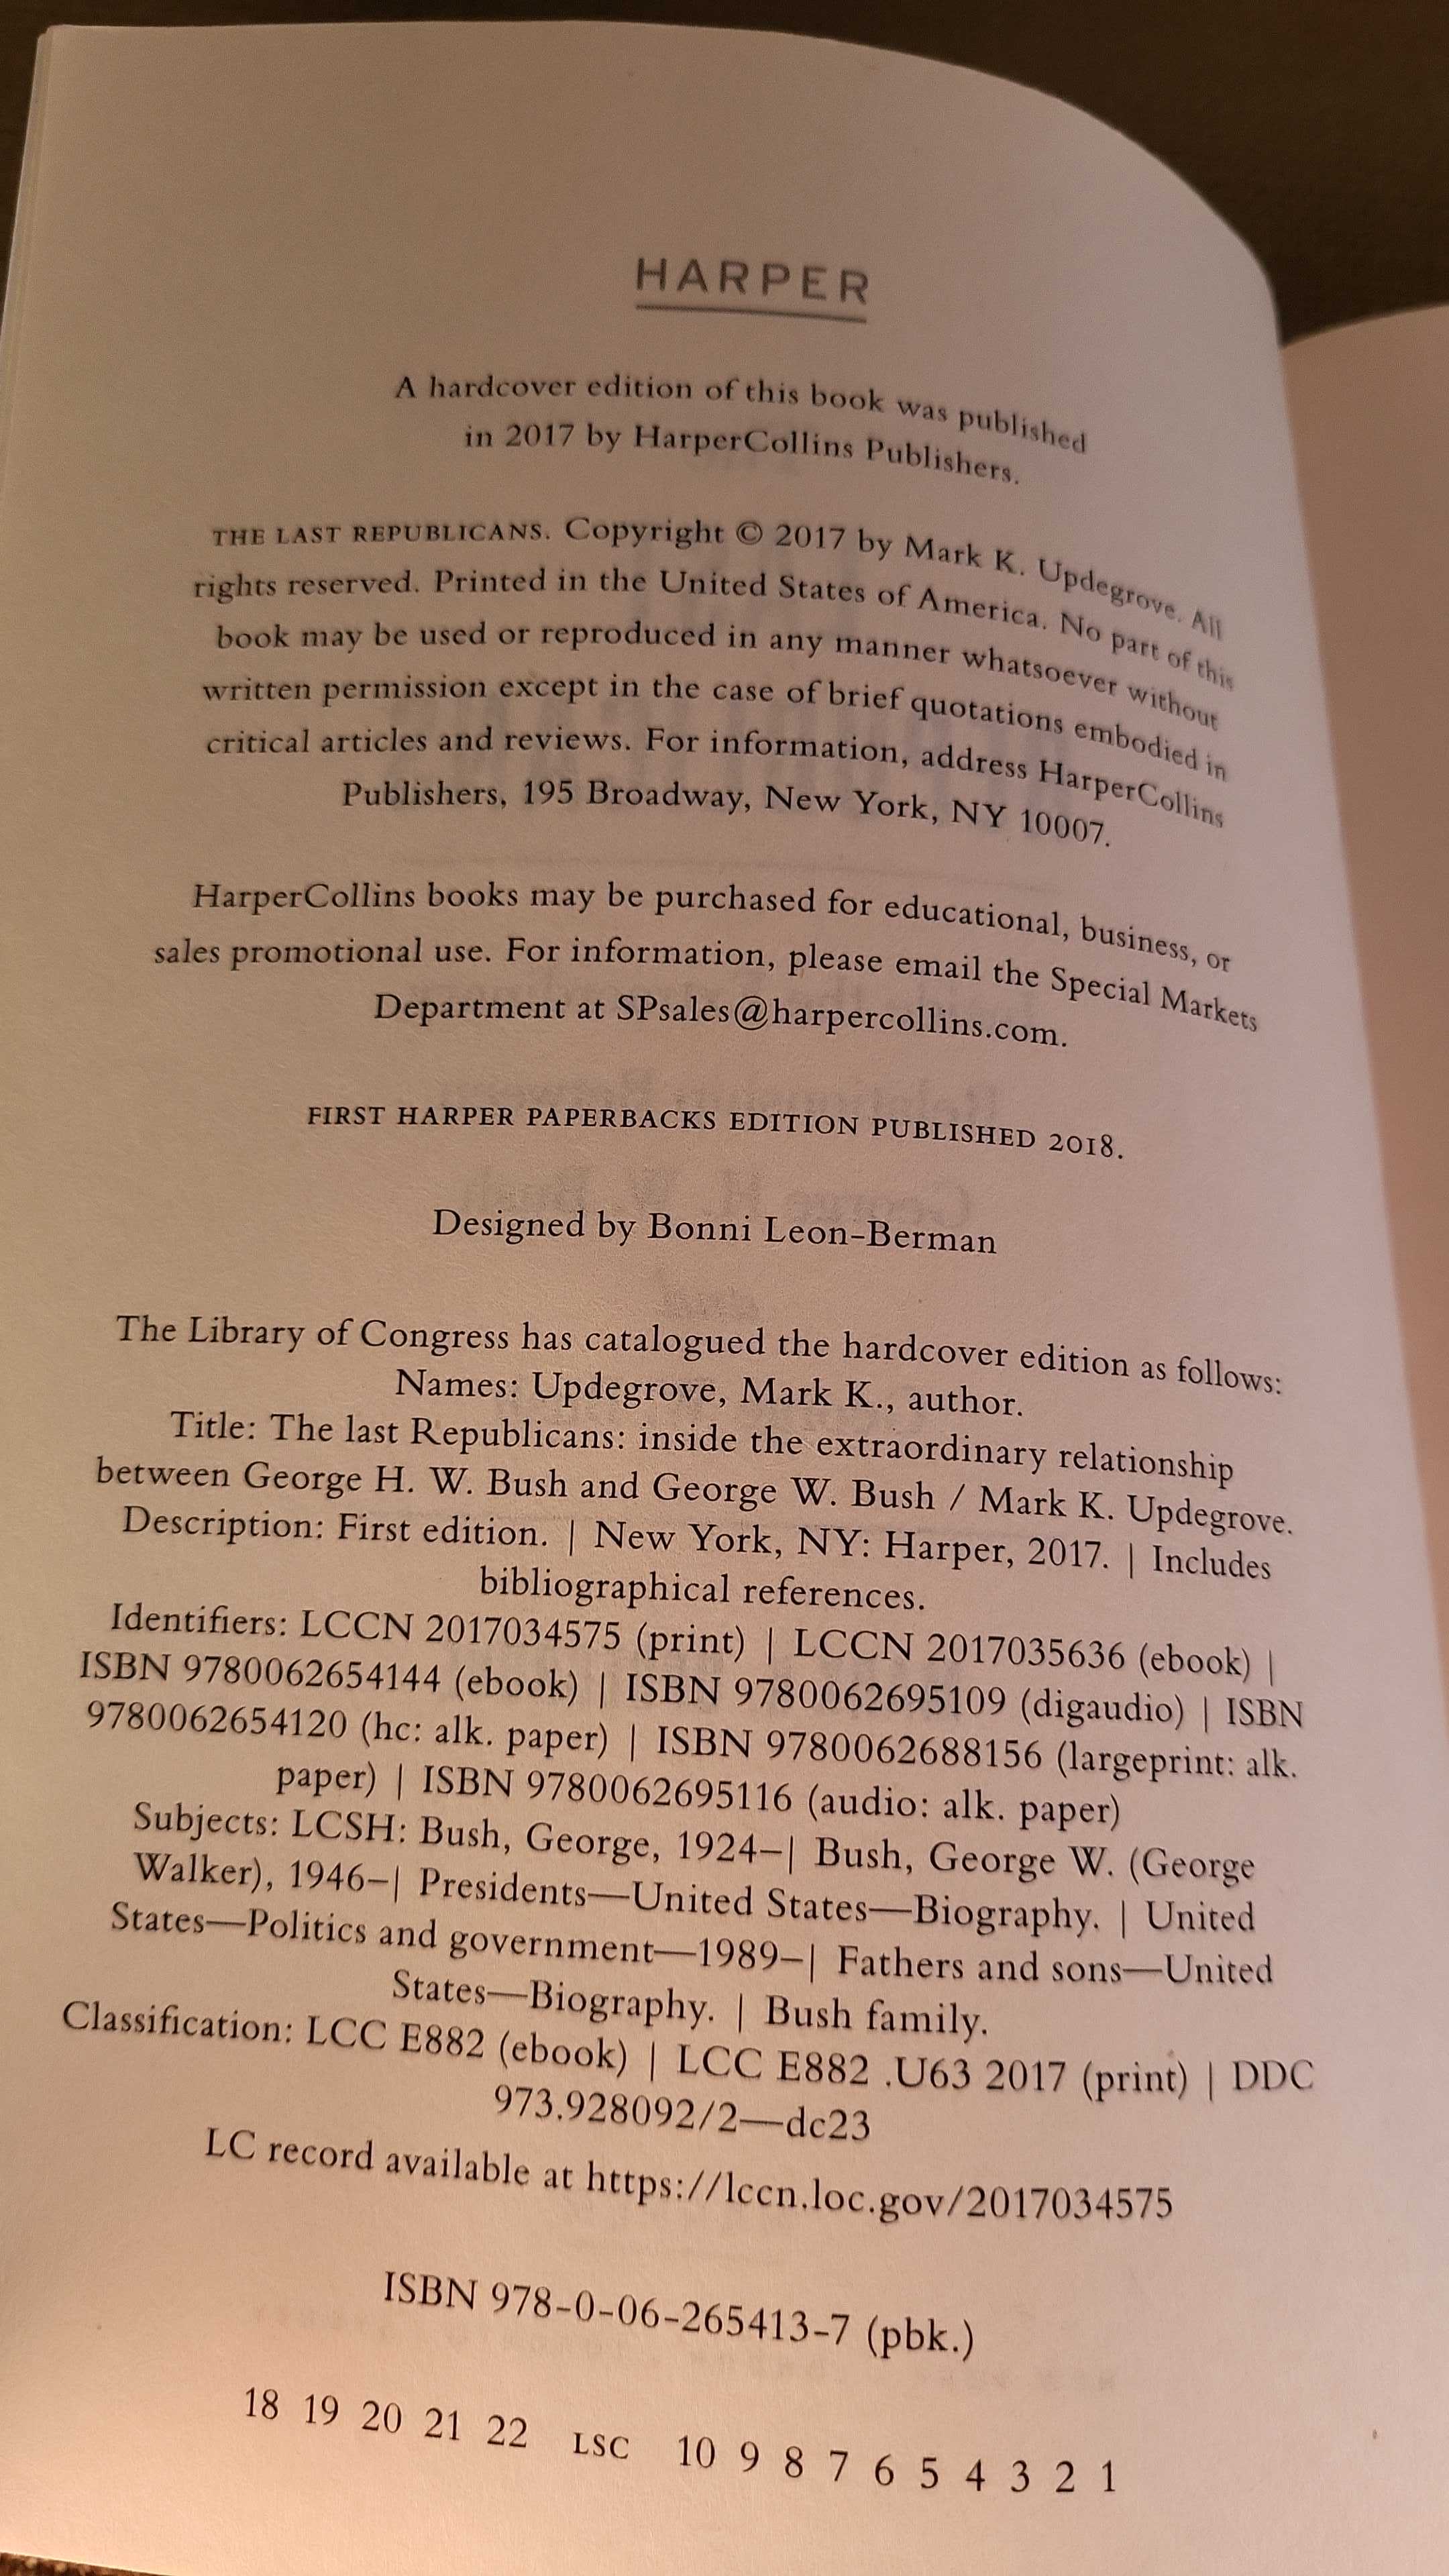 HARPER
A hardcover edition of this book was published
in 2017 by HarperCollins Publishers.
THE LAST REPUBLICANS. Copyright © 2017 by Mark K. Updegrove. All
rights reserved. Printed in the United States of America. No part of this
book may be used or reproduced in any manner whatsoever without
written permission except in the case of brief quotations embodied in
critical articles and reviews. For information, address HarperCollins
Publishers, 195 Broadway, New York, NY 10007.
HarperCollins books may be purchased for educational, business, or
sales promotional use. For information, please email the Special Markets
Department at SPsales@harpercollins.com.
FIRST HARPER PAPERBACKS EDITION PUBLISHED 2018.
Designed by Bonni Leon-Berman
The Library of Congress has catalogued the hardcover edition as follows:
Names: Updegrove, Mark K., author.
Title: The last Republicans: inside the extraordinary relationship
between George H. W. Bush and George W. Bush / Mark K. Updegrove.
Description: First edition. | New York, NY: Harper, 2017. | Includes
bibliographical references.
Identifiers: LCCN 2017034575 (print) | LCCN 2017035636 (ebook) |
ISBN 9780062654144 (ebook) | ISBN 9780062695109 (digaudio) | ISBN
9780062654120 (hc: alk. paper) | ISBN 9780062688156 (largeprint: alk.
paper) | ISBN 9780062695116 (audio: alk. paper)
Subjects: LCSH: Bush, George, 1924–| Bush, George W. (George
Walker), 1946–| Presidents—United States—Biography. | United
States—Politics and government—1989–| Fathers and sons—United
States—Biography. | Bush family.
Classification: LCC E882 (ebook) | LCC E882 .U63 2017 (print) | DDC
973.928092/2—dc23
LC record available at https://lccn.loc.gov/2017034575
ISBN 978-0-06-265413-7 (pbk.)
18 19 20 21 22 LSC 10 9 8 7 6 5 4 3 2 1